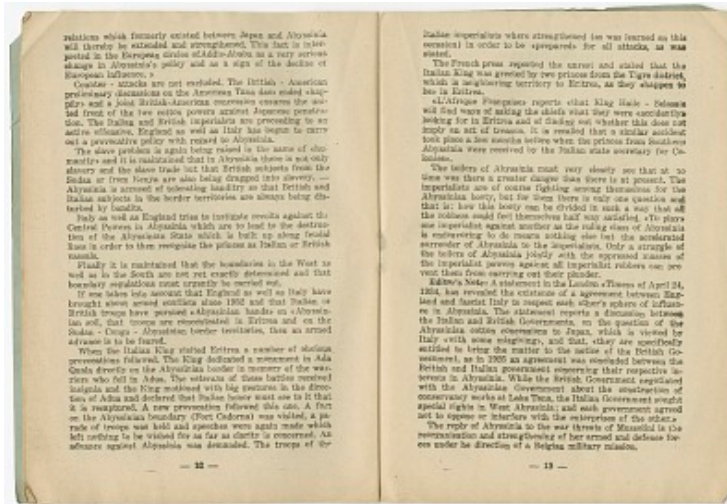 relations which formerly existed between Japan and Abyssinia
will thereby be extended and strengthened. This fact is inter-
preted in the European circles of Addis-Ababa as a very serious
change in Abyssinia's policy and as a sign of the decline of
European influence. »
Counter - attacks are not excluded. The British - American
preliminary discussions on the American Tana dam ended
and a joint British-American concession ensures the
front of the two cotton powers against Japanese
tion. The Italian and British imperialists are proceeding to an
active offensive. England as well as Italy has begun to carry
out a provocative policy with regard to Abyssinia.
The slave problem is again being raised in the name of
and it is maintained that in Abyssinia there is not only
slavery and the slave trade but that British subjects from the
Sudan or from Kenya are also being dragged into slavery. —
Abyssinia is accused of tolerating banditry so that British and
Italian subjects in the border territories are always being dis-
turbed by bandits.
Italy as well as England tries to instigate revolts against the
Central Powers in Abyssinia which are to lead to the destruc-
tion of the Abyssinian State which is built up along feudal
lines in order to then recognise the princes as Italian or British
vassals.
Finally it is maintained that the boundaries in the West as
well as in the South are not yet exactly determined and that
boundary regulations must urgently be carried out.
If one takes into account that England as well as Italy have
brought about armed conflicts since 1932 and that Italian or
British troops have pursued «Abyssinian bands» on «Abyssin-
ian soil, that troops are concentrated in Eritrea and on the
Sudan - Congo - Abyssinian border territories, then an armed
advance is to be feared.
When the Italian King visited Eritrea a number of obvious
provocations followed. The King dedicated a monument in Ada
Quala directly on the Abyssinian border in memory of the war-
riors who fell in Adua. The veterans of these battles received
insignia and the King motioned with big gestures in the direc-
tion of Adua and declared that Italian honor must see to it that
it is recaptured. A new provocation followed this one. A fort
on the Abyssinian boundary (Fort Cadorna) was visited, a pa-
rade of troops was held and speeches were again made which
left nothing to be wished for as far as clarity is concerned. An
advance against Abyssinia was demanded. The troops of the
— 12 —
Italian imperialists where strengthened (as was learned on this
occasion) in order to be «prepared» for all attacks, as was
stated.
The French press reported the unrest and stated that the
Italian King was greeted by two princes from the Tigre district,
which is neighboring territory to Eritrea, as they happen to
be in Eritrea.
«L'Afrique Française» reports «that King Haile - Selassie
will find ways of asking the chiefs what they were «accidently»
looking for in Eritrea and of finding out whether this does not
imply an act of treason. It is recalled that a similar accident
took place a few months before when the princes from Southern
Abyssinia were received by the Italian state secretary for Co-
lonies».
The toilers of Abyssinia must very clearly see that at no
time was there a greater danger than there is at present. The
imperialists are of course fighting among themselves for the
Abyssinian booty, but for them there is only one question and
that is: how this booty can be divided in such a way that all
the robbers could feel themselves half way satisfied. «To play»
one imperialist against another as the ruling class of Abyssinia
is endeavoring to do means nothing else but the accelerated
surrender of Abyssinia to the imperialists. Only a struggle of
the toilers of Abyssinia jointly with the oppressed masses of
the imperialist powers against all imperialist robbers can pre-
vent them from carrying out their plunder.
Editor's Note: A statement in the London «Times» of April 24,
1934, has revealed the existence of a agreement between Eng-
land and fascist Italy to respect each other's sphere of influen-
ce in Abyssinia. The statement reports a discussion between
the Italian and British Governments, on the question of the
Abyssinian cotton concession to Japan, which is viewed by
Italy «with some misgiving», and that, «they are specifically
entitled to bring the matter to the notice of the British Go-
vernment, as in 1925 an agreement was concluded between the
British and Italian government concerning their respective in-
terests in Abyssinia. While the British Government negotiated
with the Abyssinian Government about the construction of
conservancy works at Lake Tana, the Italian Government sought
special rights in West Abyssinia; and each government agreed
not to oppose or interfere with the enterprises of the other.»
The reply of Abyssinia to the war threats of Mussolini is the
reorganisation and strengthening of her armed and defence for-
ces under he direction of a Belgian military mission.
— 13 —